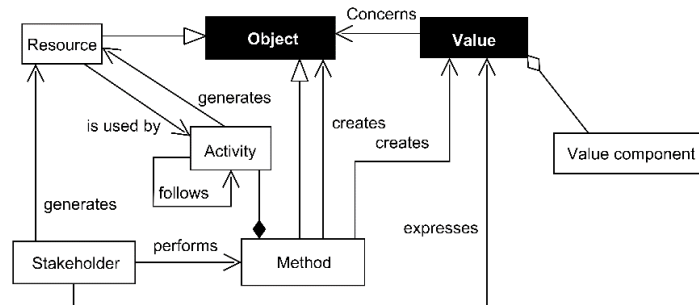 Concerns
Resource
Object
Value
generates
is used by
Activity
creates
creates
Value component
follows
generates
expresses
performs
Stakeholder
Method